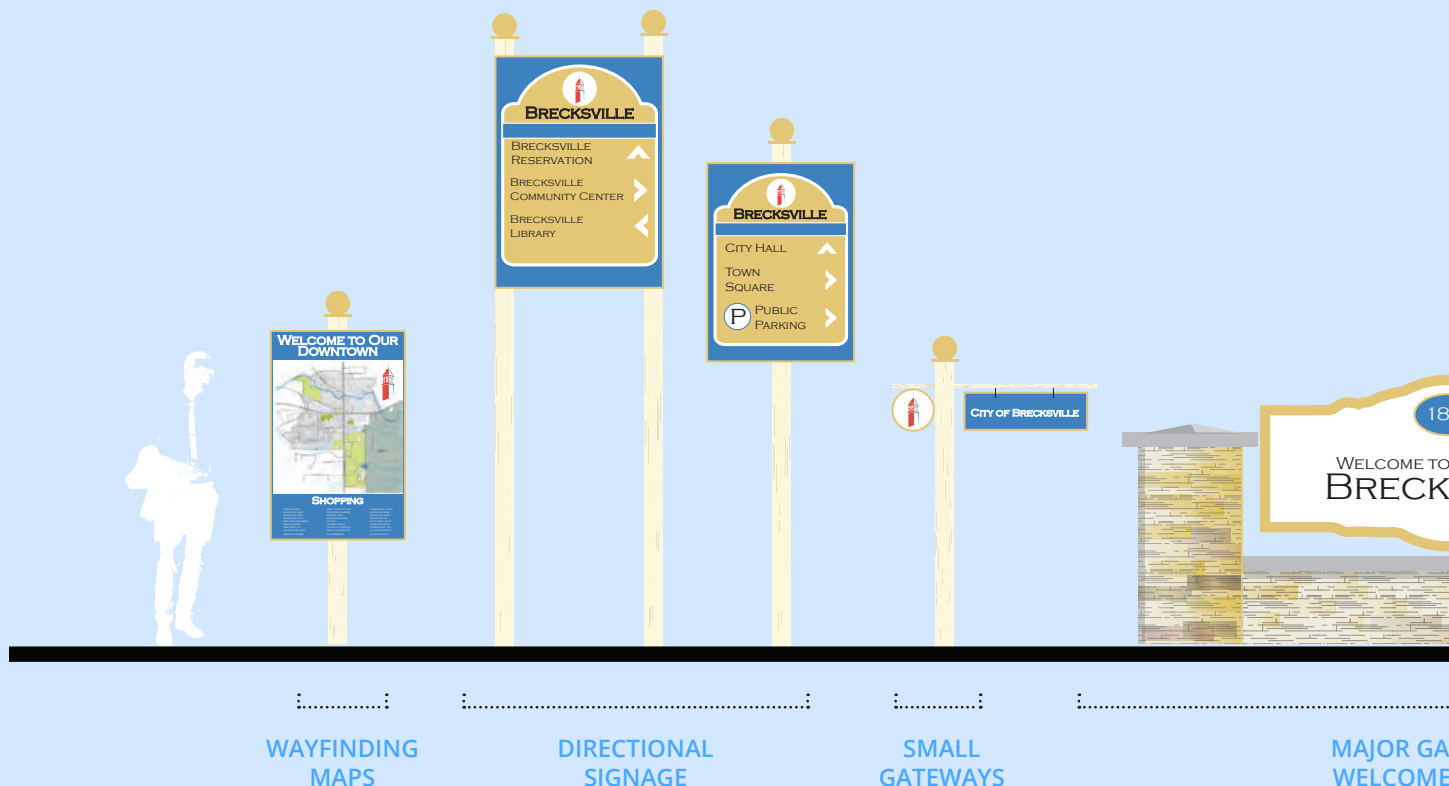 BRECKSVILLE
BRECKSVILLE
RESERVATION
BRECKSVILLE
COMMUNITY CENTER
BRECKSVILLE
LIBRARY
BRECKSVILLE
CITY HALL
TOWN
SQUARE
P PUBLIC
PARKING
WELCOME TO OUR
DOWNTOWN
SHOPPING
CITY OF BRECKSVILLE
18
WELCOME TO
BRECK
WAYFINDING
MAPS
DIRECTIONAL
SIGNAGE
SMALL
GATEWAYS
MAJOR GA
WELCOME